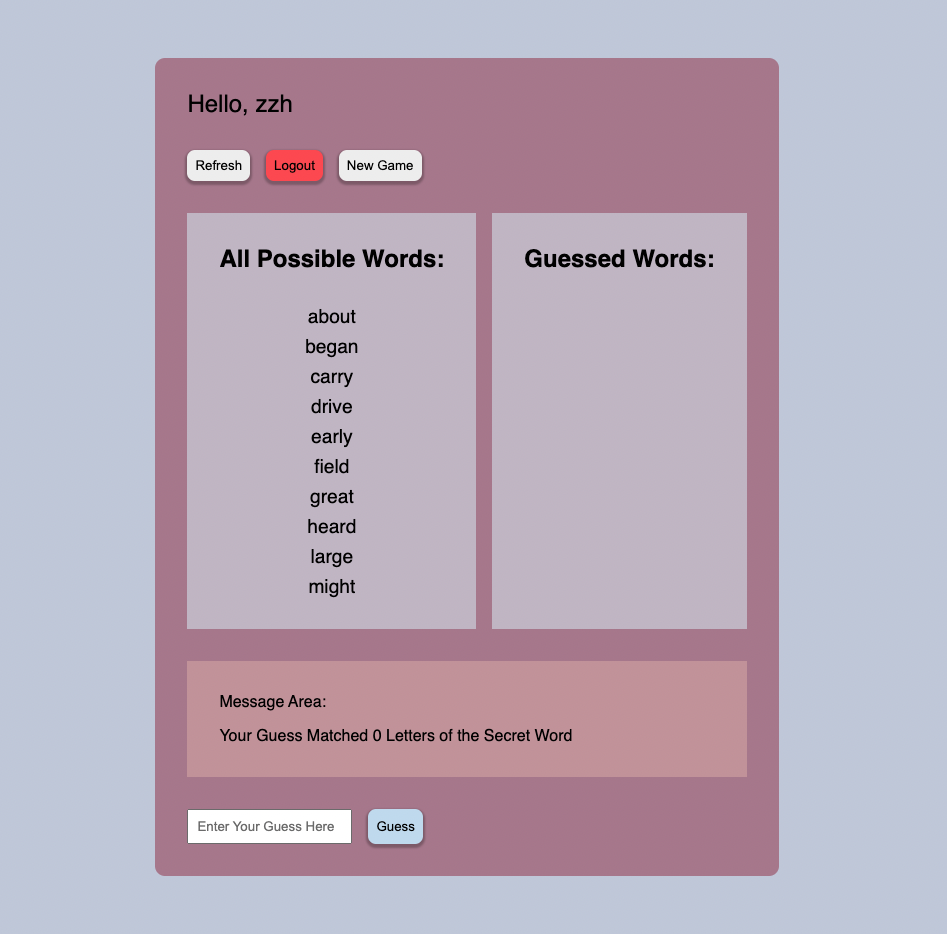 Hello, zzh
Refresh Logout New Game
All Possible Words:
about
began
carry
drive
early
field
great
heard
large
might
Guessed Words:
Message Area:
Your Guess Matched 0 Letters of the Secret Word
Enter Your Guess Here Guess